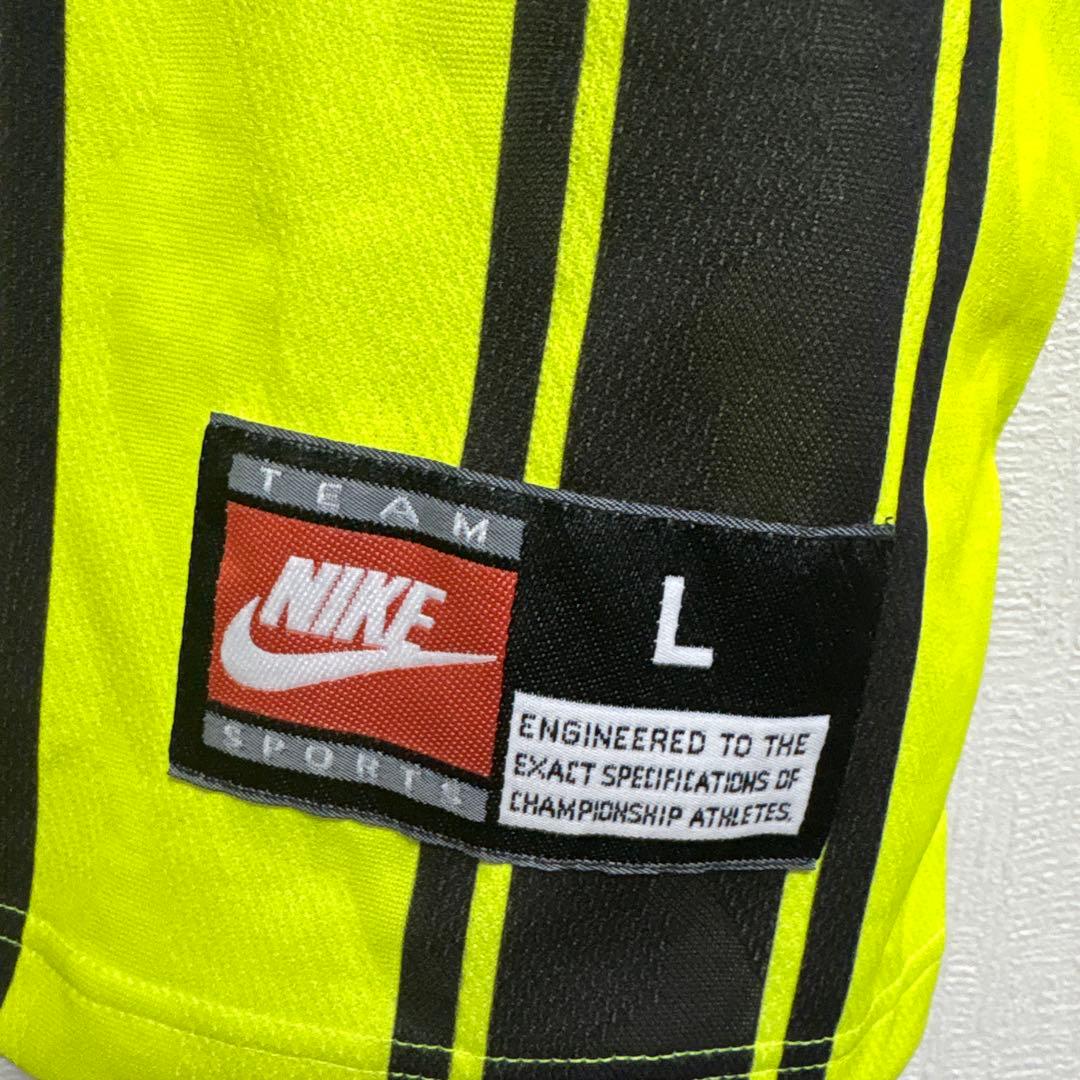 TEAM
NIKE
SPORTS
L
ENGINEERED TO THE
EXACT SPECIFICATIONS OF
CHAMPIONSHIP ATHLETES.